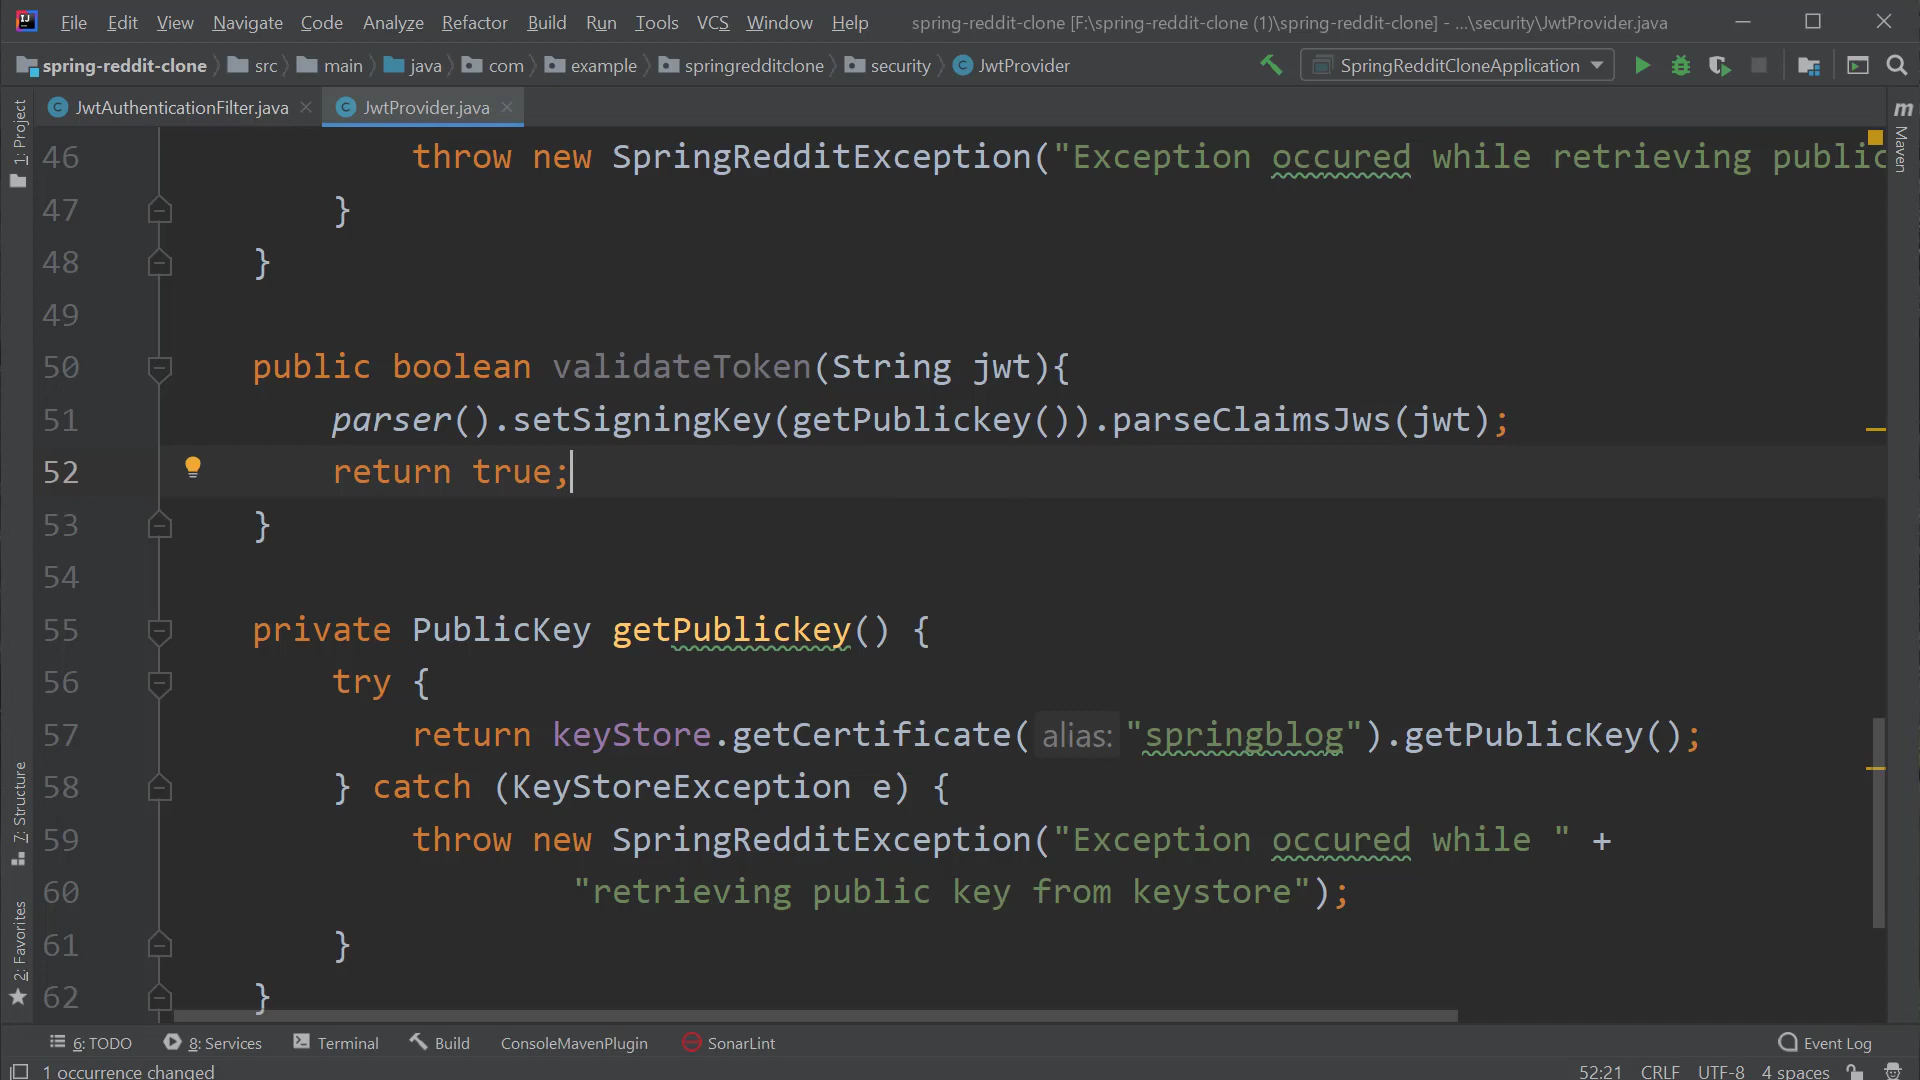 File Edit View Navigate Code Analyze Refactor Build Run Tools VCS Window Help spring-reddit-clone [F:\spring-reddit-clone (1)\spring-reddit-clone] - ...\security\JwtProvider.java
spring-reddit-clone src main java com example springredditclone security JwtProvider SpringRedditCloneApplication
JwtAuthenticationFilter.java JwtProvider.java
1: Project
7: Structure
2: Favorites
Maven
46 throw new SpringRedditException("Exception occured while retrieving public
47 }
48 }
49
50 public boolean validateToken(String jwt){
51 parser().setSigningKey(getPublickey()).parseClaimsJws(jwt);
52 return true;
53 }
54
55 private PublicKey getPublickey() {
56 try {
57 return keyStore.getCertificate( alias: "springblog").getPublicKey();
58 } catch (KeyStoreException e) {
59 throw new SpringRedditException("Exception occured while " +
60 "retrieving public key from keystore");
61 }
62 }
6: TODO 8: Services Terminal Build ConsoleMavenPlugin SonarLint Event Log
1 occurrence changed 52:21 CRLF UTF-8 4 spaces